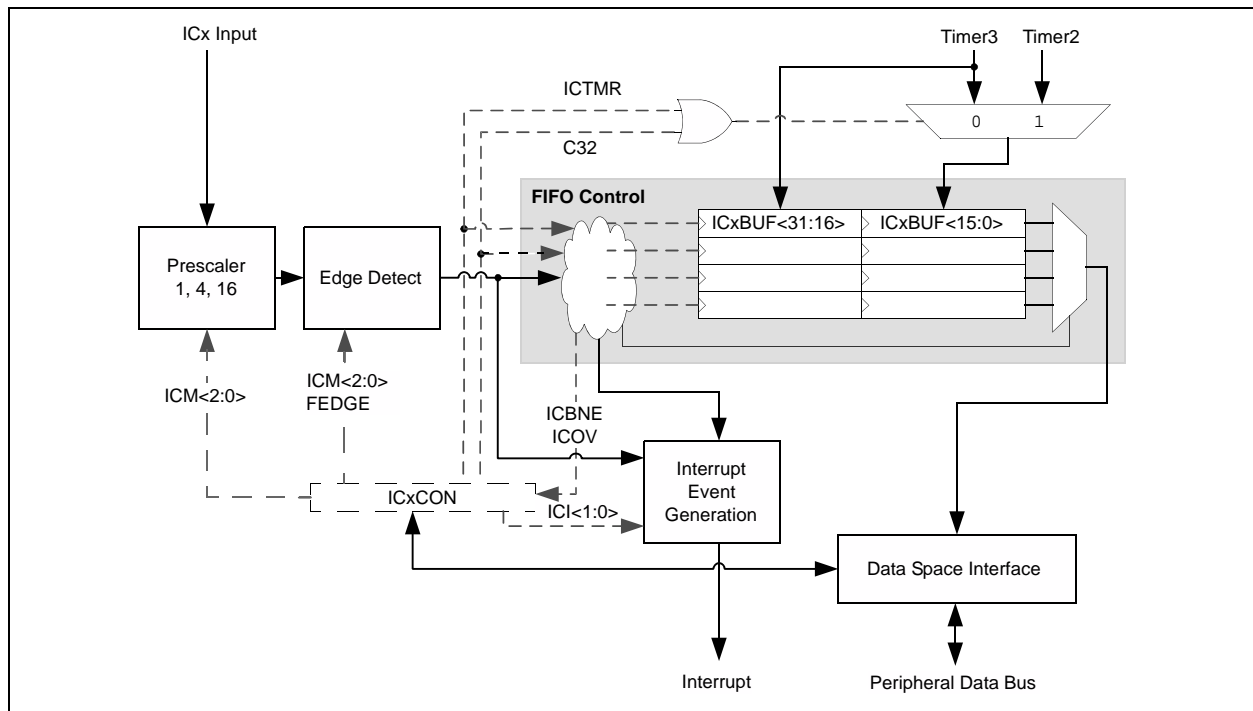 ICx Input
Timer3
Timer2
ICTMR
0
1
C32
FIFO Control
ICxBUF<31:16>
ICxBUF<15:0>
Prescaler
1, 4, 16
Edge Detect
ICM<2:0>
ICM<2:0>
FEDGE
ICBNE
ICOV
Interrupt
Event
Generation
ICxCON
ICI<1:0>
Data Space Interface
Interrupt
Peripheral Data Bus